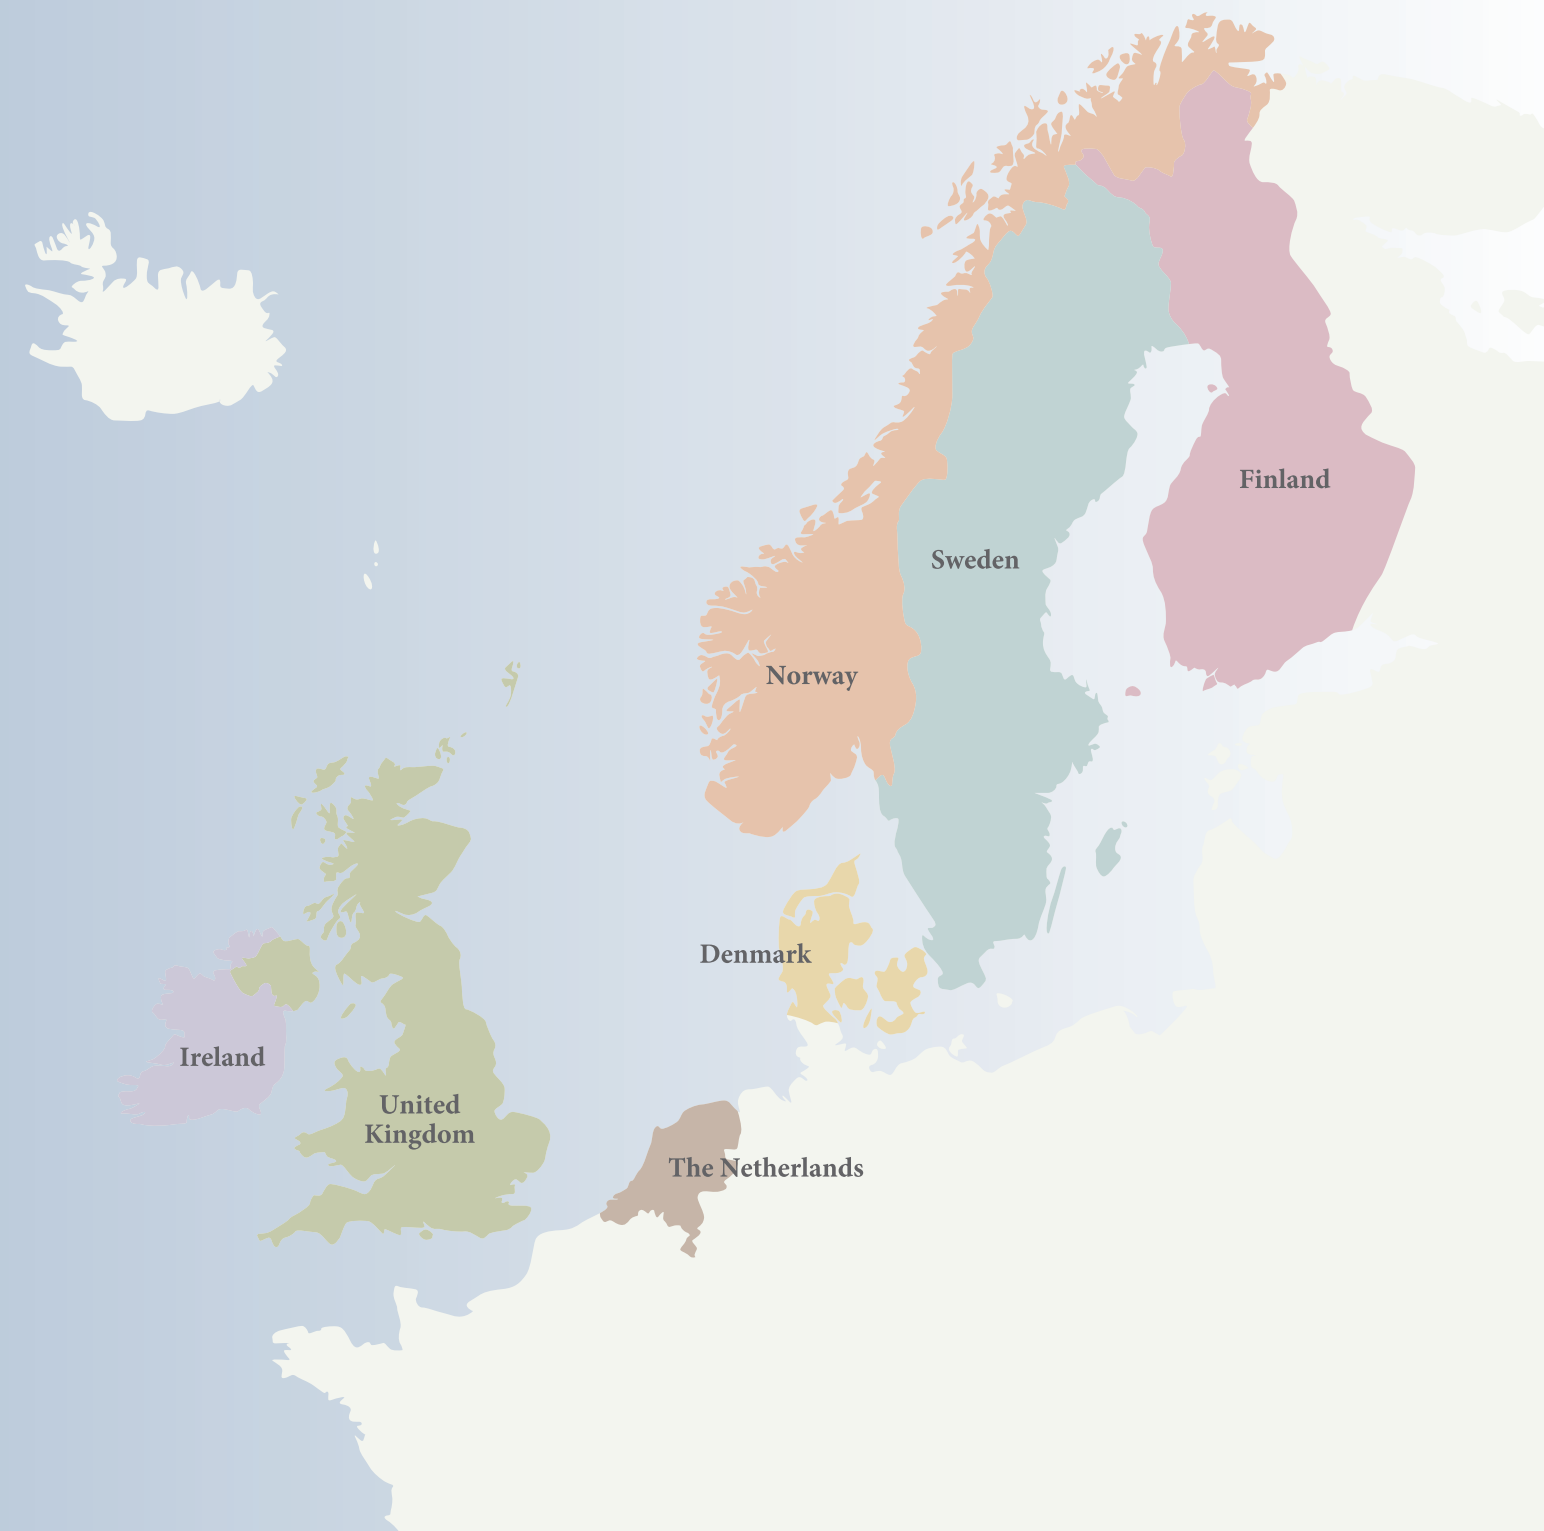 Finland
Sweden
Norway
Denmark
Ireland
United
Kingdom
The Netherlands